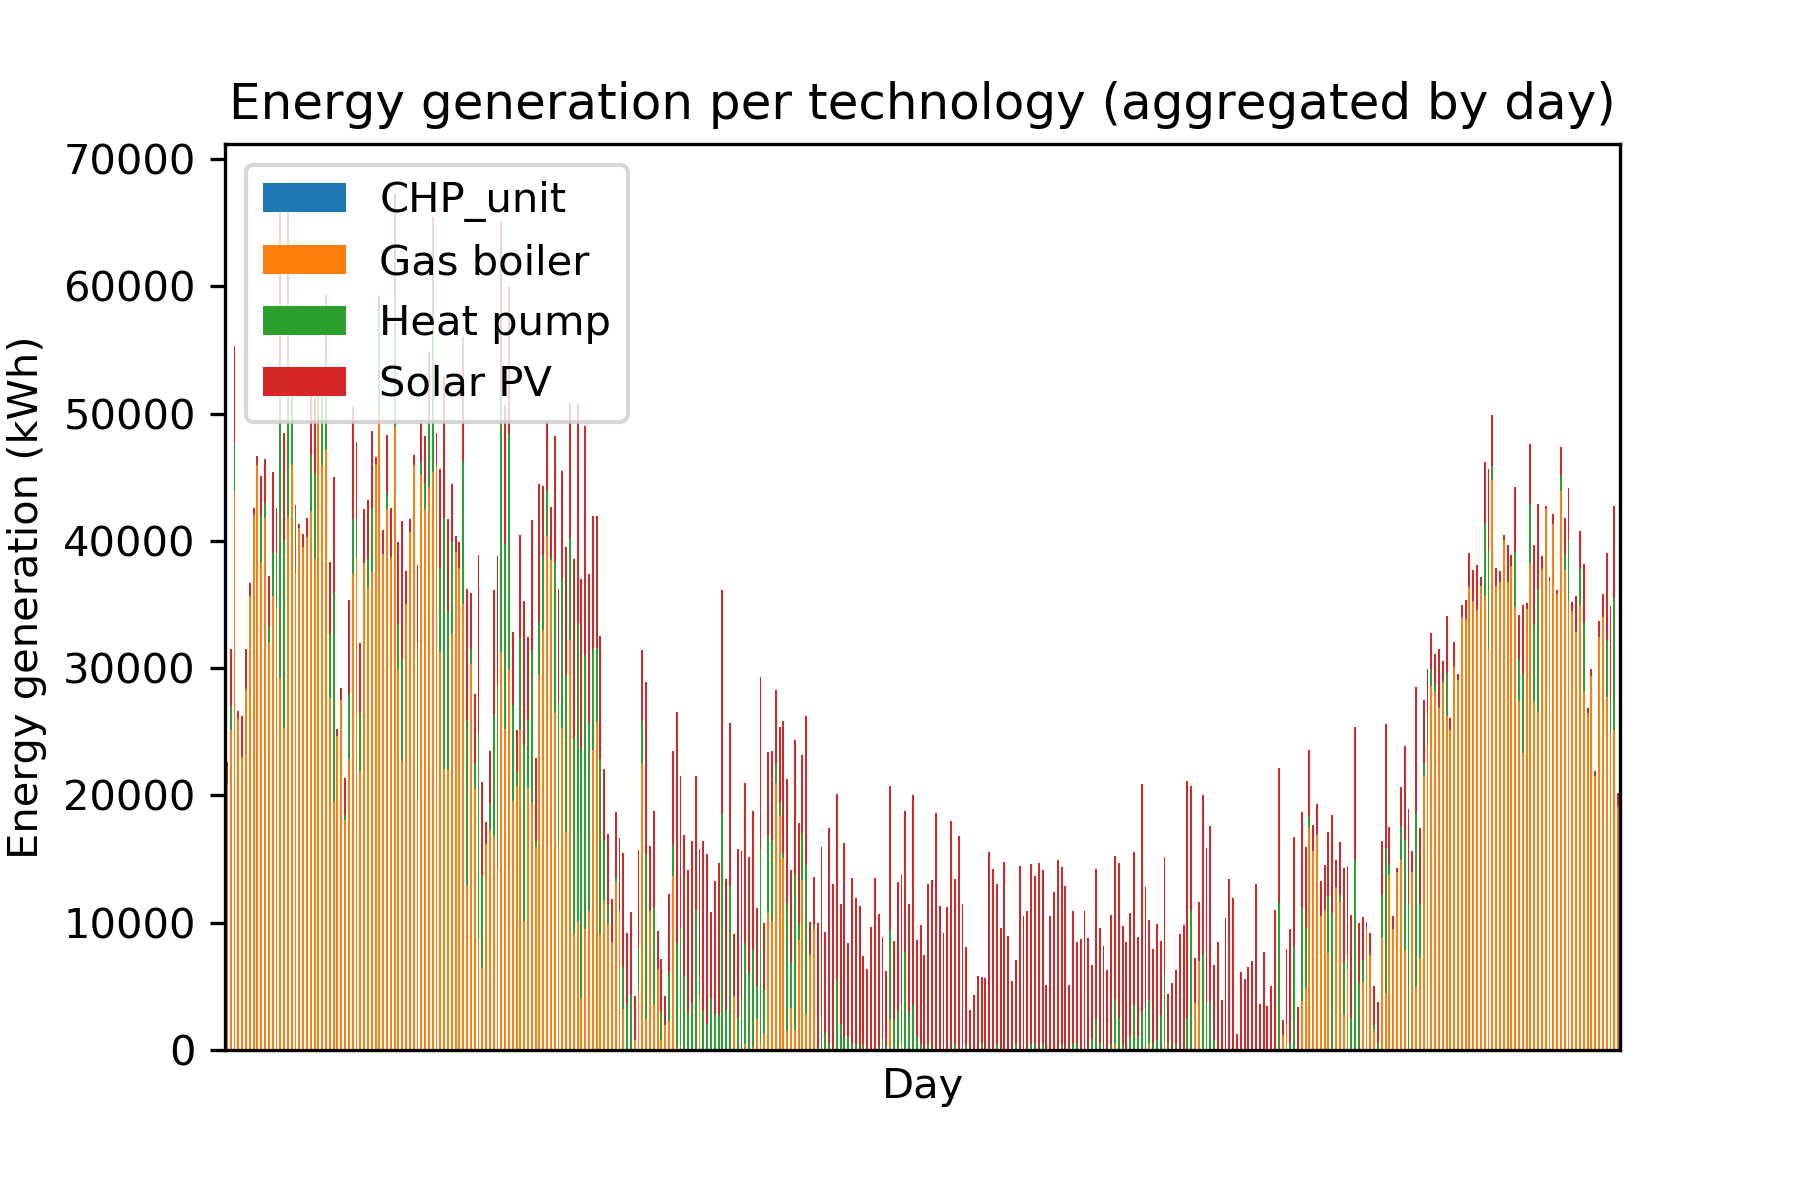 Energy generation per technology (aggregated by day)
70000
60000
50000
40000
30000
20000
10000
0
Energy generation (kWh)
CHP_unit
Gas boiler
Heat pump
Solar PV
Day